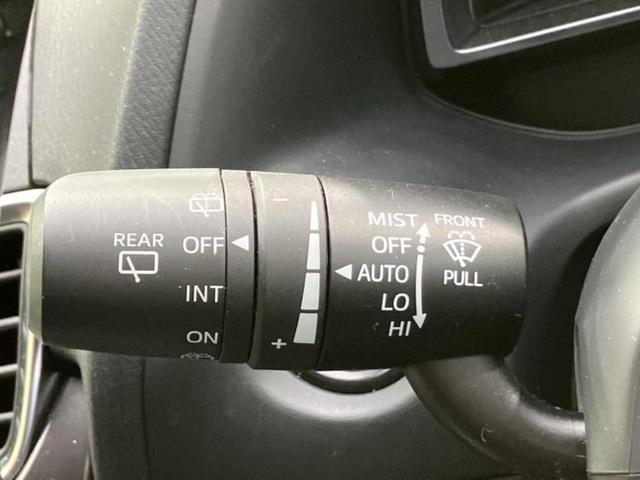 REAR
OFF
INT
ON
−
+
MIST
OFF
AUTO
LO
HI
FRONT
PULL